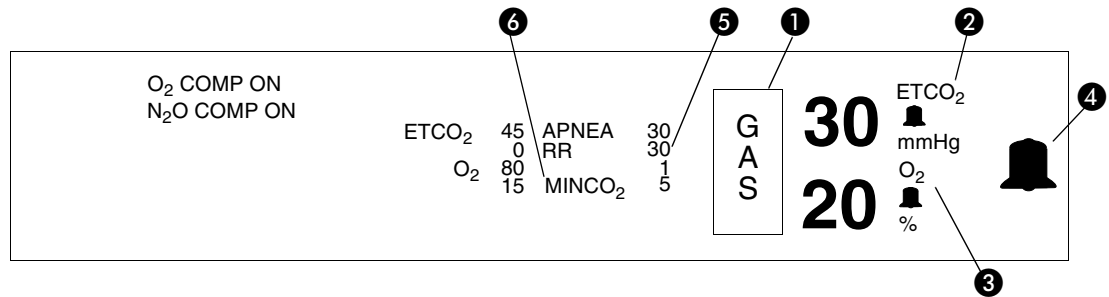 6 5 1 2
O₂ COMP ON
N₂O COMP ON
ETCO₂ 45 APNEA 30
0 RR 30
O₂ 80 1
15 MINCO₂ 5
G
A
S
30 ETCO₂
mmHg
20 O₂
%
4
3